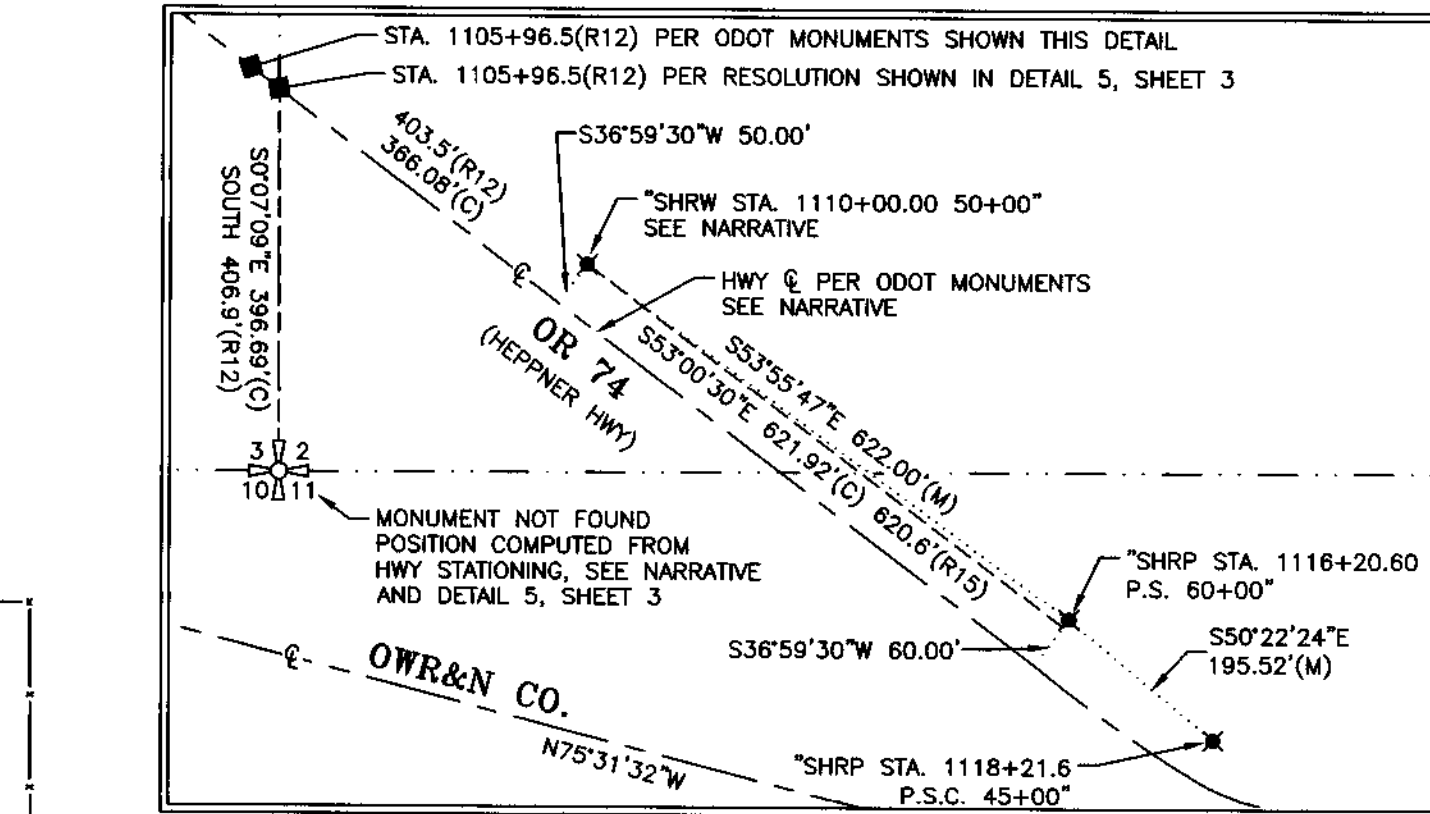 STA. 1105+96.5(R12) PER ODOT MONUMENTS SHOWN THIS DETAIL
STA. 1105+96.5(R12) PER RESOLUTION SHOWN IN DETAIL 5, SHEET 3
403.5'(R12)
366.08'(C)
S36°59'30"W 50.00'
S0°07'09"E 396.69'(C)
SOUTH 406.9'(R12)
"SHRW STA. 1110+00.00 50+00"
SEE NARRATIVE
HWY ℄ PER ODOT MONUMENTS
SEE NARRATIVE
℄
OR 74
(HEPPNER HWY)
S53°55'47"E 622.00'(M)
S53°00'30"E 621.92'(C) 620.6'(R15)
3 2
10 11
MONUMENT NOT FOUND
POSITION COMPUTED FROM
HWY STATIONING, SEE NARRATIVE
AND DETAIL 5, SHEET 3
"SHRP STA. 1116+20.60
P.S. 60+00"
S36°59'30"W 60.00'
S50°22'24"E
195.52'(M)
℄ OWR&N CO.
N75°31'32"W
"SHRP STA. 1118+21.6
P.S.C. 45+00"